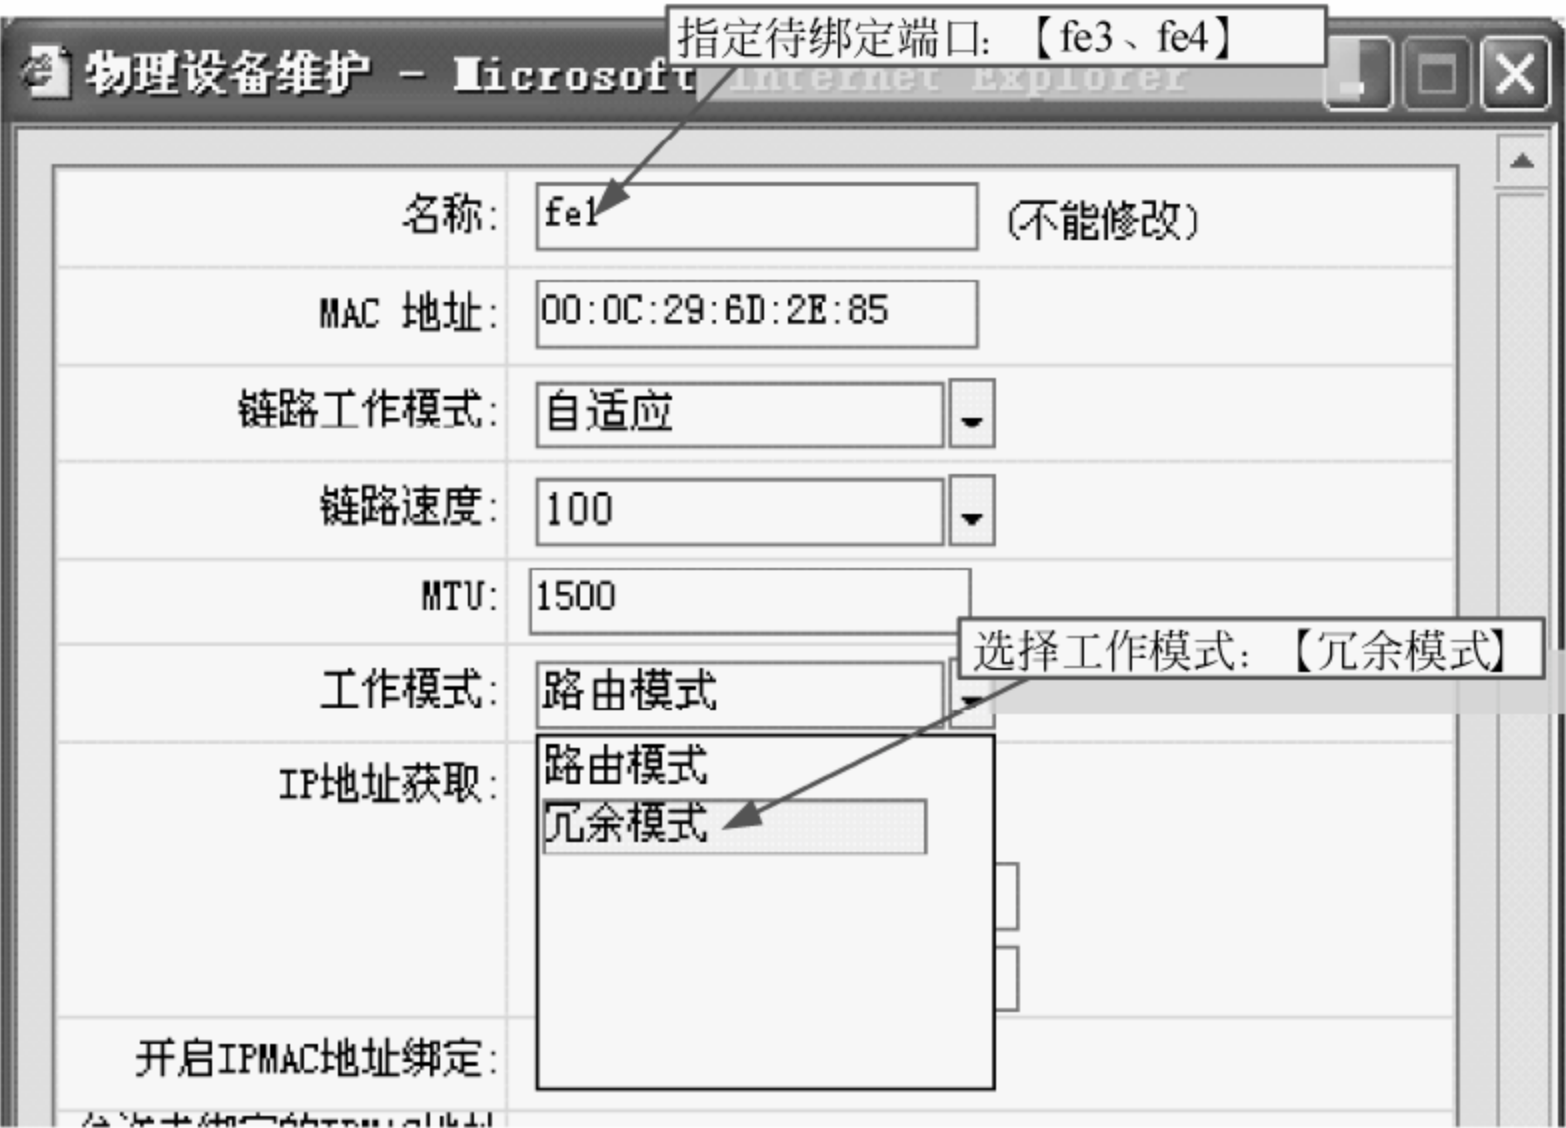 指定待绑定端口：【fe3、fe4】
物理设备维护 - Microsoft Internet Explorer
名称: fe1 (不能修改)
MAC 地址: 00:0C:29:6D:2E:85
链路工作模式: 自适应
链路速度: 100
MTU: 1500
选择工作模式：【冗余模式】
工作模式: 路由模式
路由模式
IP地址获取:
冗余模式
开启IPMAC地址绑定: